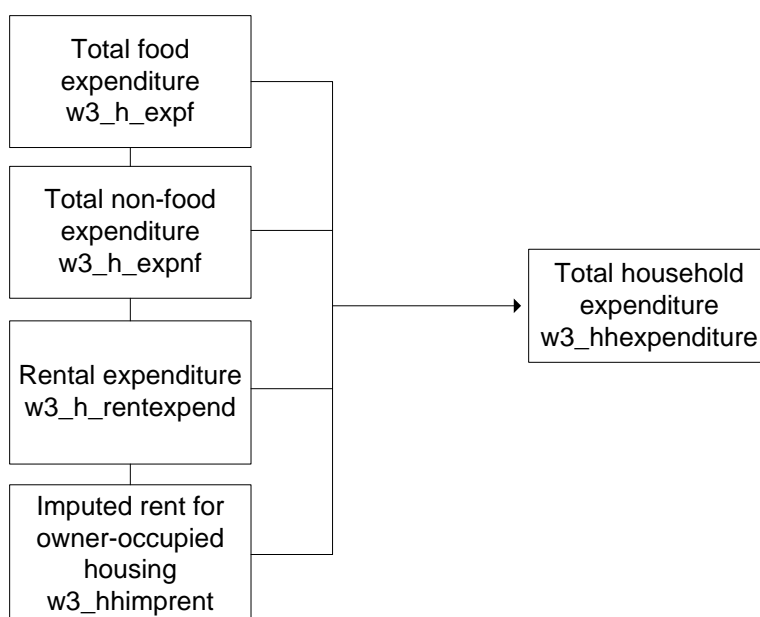 Total food
expenditure
w3_h_expf
Total non-food
expenditure
w3_h_expnf
Rental expenditure
w3_h_rentexpend
Imputed rent for
owner-occupied
housing
w3_hhimprent
Total household
expenditure
w3_hhexpenditure